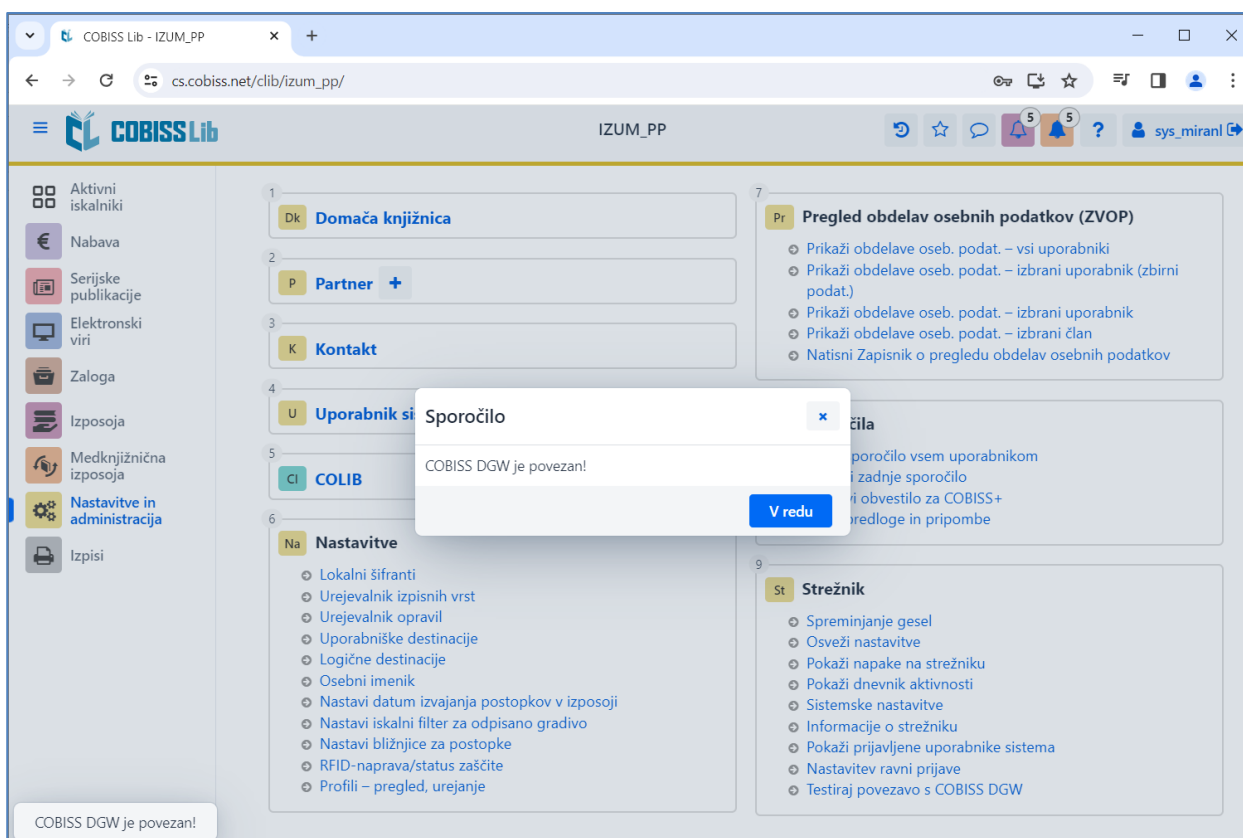 COBISS Lib - IZUM_PP
cs.cobiss.net/clib/izum_pp/
COBISS Lib
IZUM_PP
5
5
?
sys_miranl
Aktivni
iskalniki
€
Nabava
Serijske
publikacije
Elektronski
viri
Zaloga
Izposoja
Medknjižnična
izposoja
Nastavitve in
administracija
Izpisi
1
Dk Domača knjižnica
2
P Partner +
3
K Kontakt
4
U Uporabnik si
5
Cl COLIB
6
Na Nastavitve
Lokalni šifranti
Urejevalnik izpisnih vrst
Urejevalnik opravil
Uporabniške destinacije
Logične destinacije
Osebni imenik
Nastavi datum izvajanja postopkov v izposoji
Nastavi iskalni filter za odpisano gradivo
Nastavi bližnjice za postopke
RFID-naprava/status zaščite
Profili – pregled, urejanje
7
Pr Pregled obdelav osebnih podatkov (ZVOP)
Prikaži obdelave oseb. podat. – vsi uporabniki
Prikaži obdelave oseb. podat. – izbrani uporabnik (zbirni
podat.)
Prikaži obdelave oseb. podat. – izbrani uporabnik
Prikaži obdelave oseb. podat. – izbrani član
Natisni Zapisnik o pregledu obdelav osebnih podatkov
čila
poročilo vsem uporabnikom
i zadnje sporočilo
vi obvestilo za COBISS+
redloge in pripombe
9
St Strežnik
Spreminjanje gesel
Osveži nastavitve
Pokaži napake na strežniku
Pokaži dnevnik aktivnosti
Sistemske nastavitve
Informacije o strežniku
Pokaži prijavljene uporabnike sistema
Nastavitev ravni prijave
Testiraj povezavo s COBISS DGW
Sporočilo
COBISS DGW je povezan!
V redu
COBISS DGW je povezan!